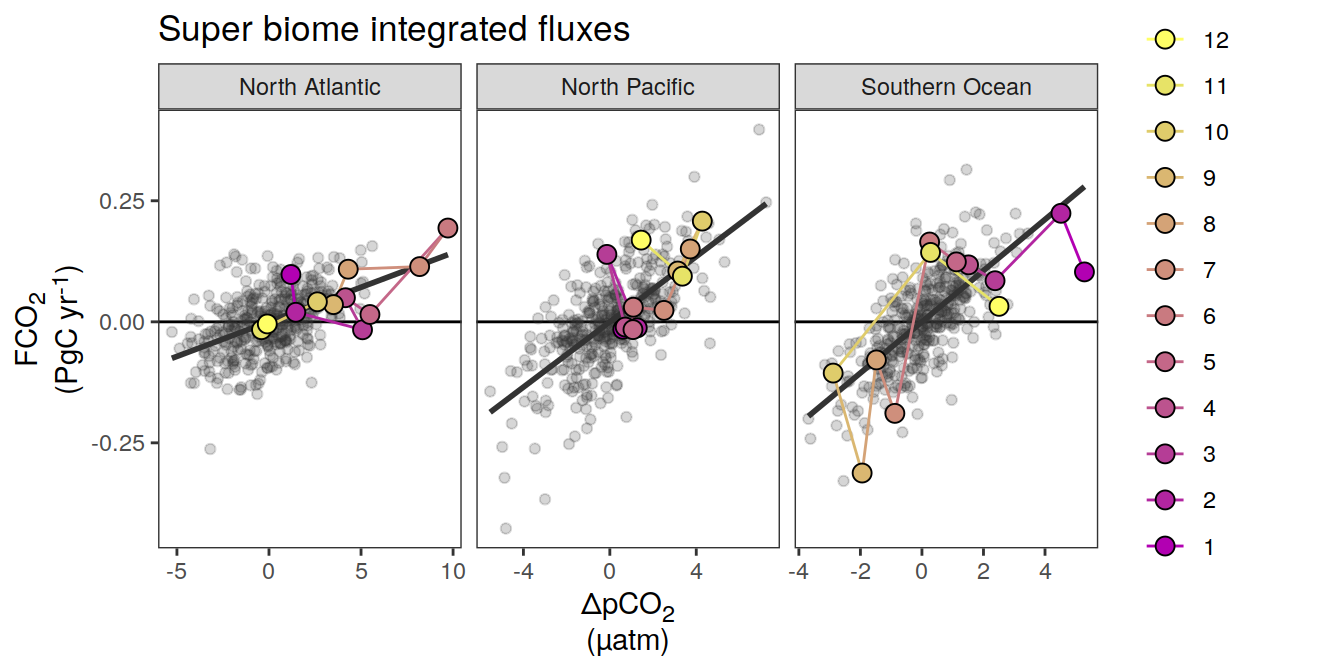 Super biome integrated fluxes
North Atlantic
North Pacific
Southern Ocean
FCO₂
(PgC yr⁻¹)
0.25
0.00
-0.25
-5 0 5 10
-4 0 4
-4 -2 0 2 4
ΔpCO₂
(μatm)
12
11
10
9
8
7
6
5
4
3
2
1